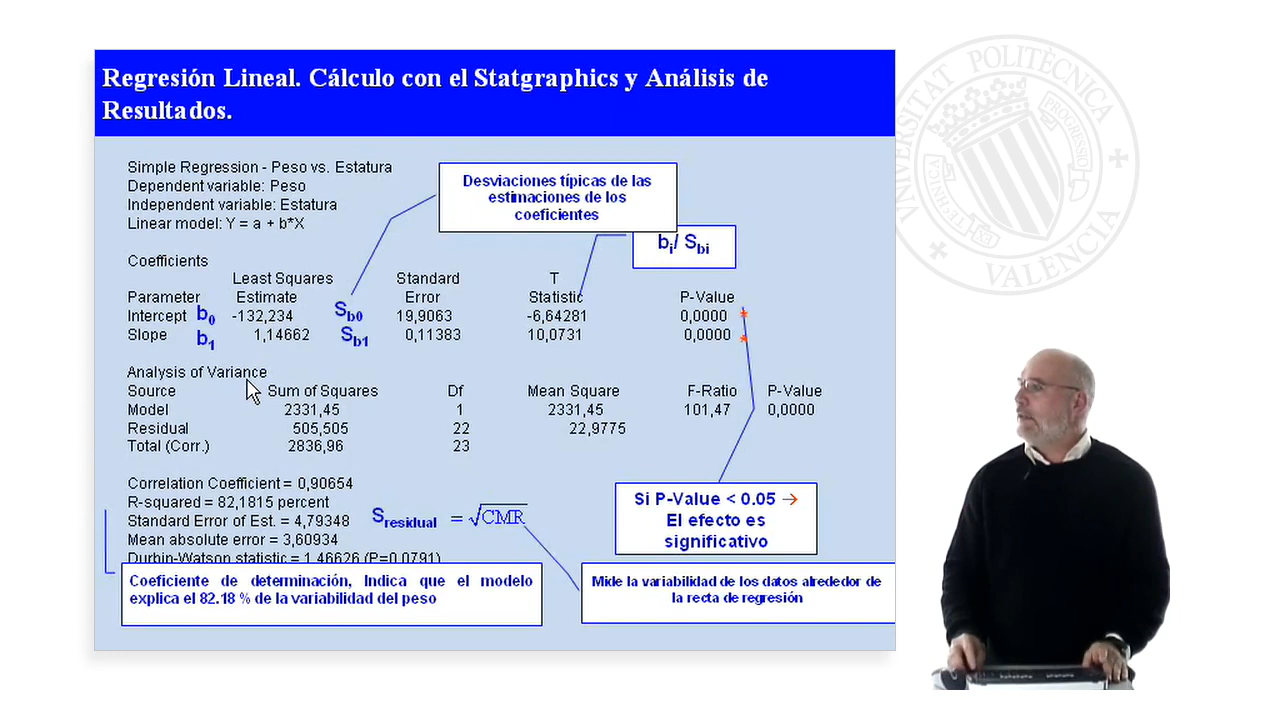 Regresión Lineal. Cálculo con el Statgraphics y Análisis de
Resultados.
Simple Regression - Peso vs. Estatura
Dependent variable: Peso
Independent variable: Estatura
Linear model: Y = a + b*X
Desviaciones típicas de las
estimaciones de los
coeficientes
bi/ Sbi
Coefficients
Least Squares Standard T
Parameter Estimate Error Statistic P-Value
Intercept b0 -132,234 Sb0 19,9063 -6,64281 0,0000 *
Slope b1 1,14662 Sb1 0,11383 10,0731 0,0000 *
Analysis of Variance
Source Sum of Squares Df Mean Square F-Ratio P-Value
Model 2331,45 1 2331,45 101,47 0,0000
Residual 505,505 22 22,9775
Total (Corr.) 2836,96 23
Correlation Coefficient = 0,90654
R-squared = 82,1815 percent
Standard Error of Est. = 4,79348
Mean absolute error = 3,60934
Durbin-Watson statistic = 1,46626 (P=0,0791)
Sresidual = √CMR
Si P-Value < 0.05 →
El efecto es
significativo
Coeficiente de determinación, Indica que el modelo
explica el 82.18 % de la variabilidad del peso
Mide la variabilidad de los datos alrededor de
la recta de regresión
UNIVERSITAT POLITÈCNICA
VALÈNCIA